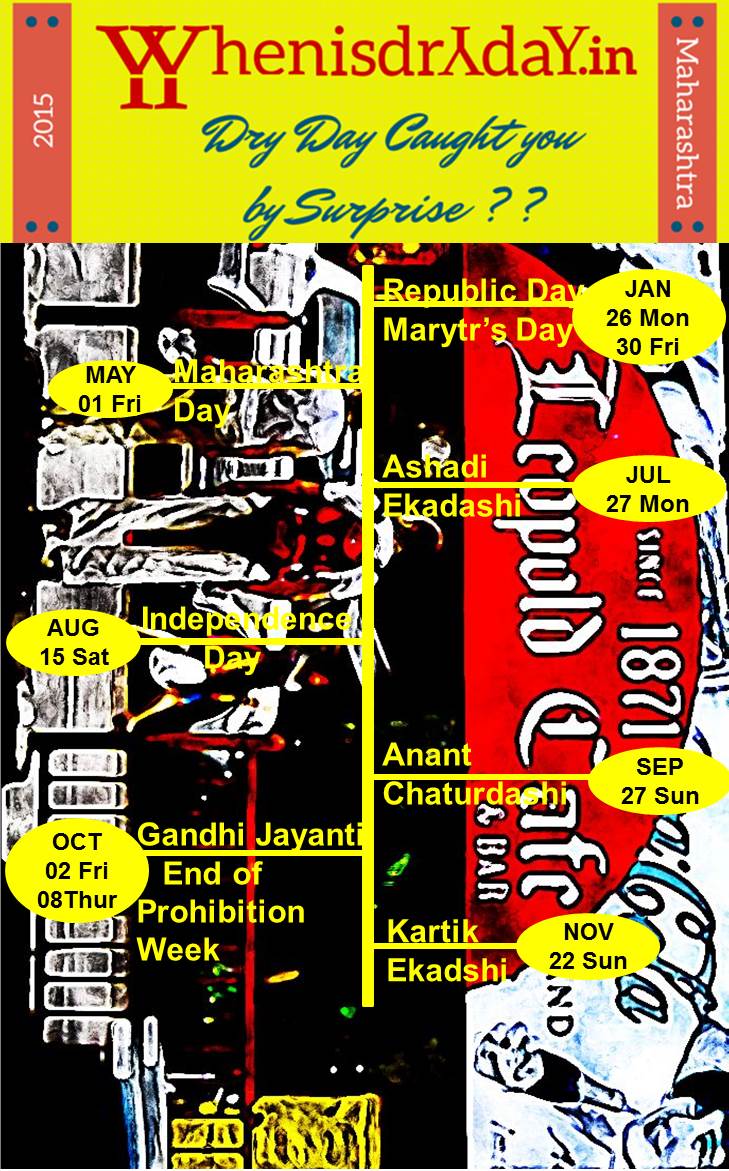 WhenisdryDay.in
2015
Maharashtra
Dry Day Caught you
by Surprise ? ?
Republic Day
Marytr's Day
JAN
26 Mon
30 Fri
MAY
01 Fri
Maharashtra
Day
Ashadi
Ekadashi
JUL
27 Mon
Independence
Day
AUG
15 Sat
Anant
Chaturdashi
SEP
27 Sun
OCT
02 Fri
08Thur
Gandhi Jayanti
End of
Prohibition
Week
Kartik
Ekadshi
NOV
22 Sun
Leopold Cafe
& BAR
SINCE
1871